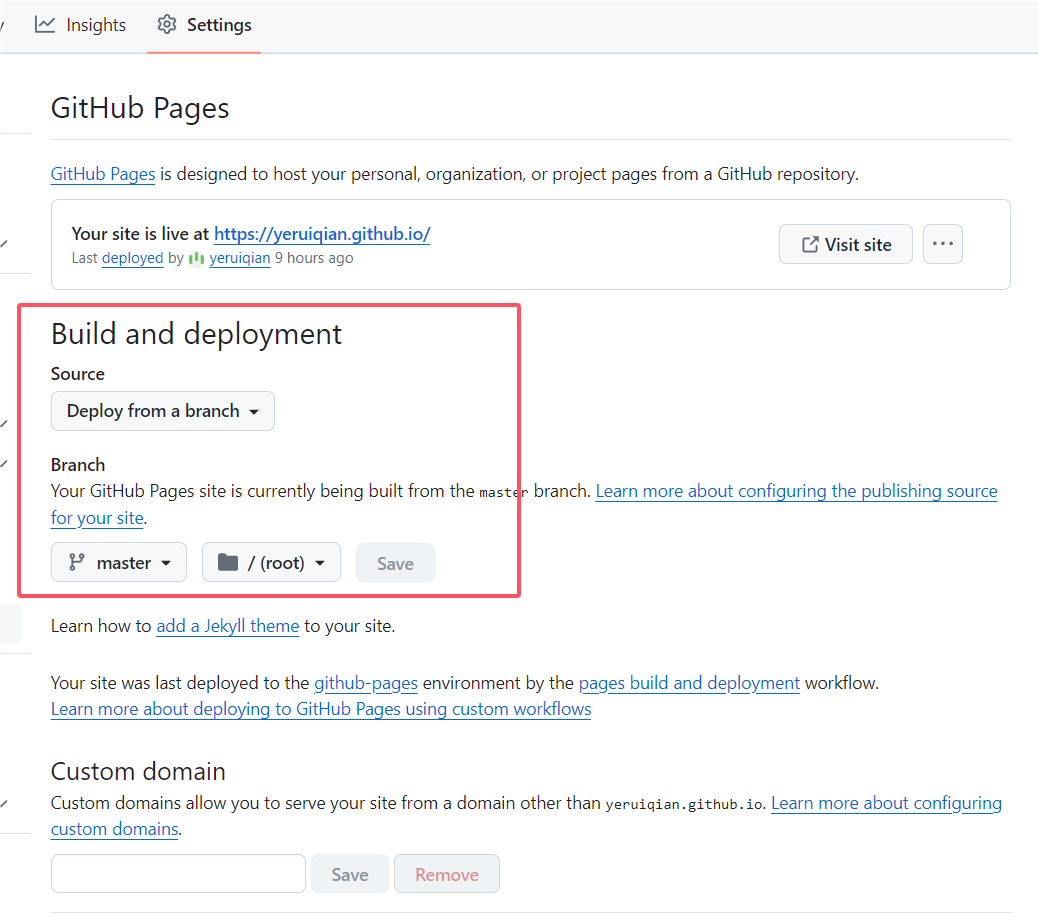 Insights
Settings
GitHub Pages
GitHub Pages is designed to host your personal, organization, or project pages from a GitHub repository.
Your site is live at https://yeruiqian.github.io/
Last deployed by yeruiqian 9 hours ago
Visit site
Build and deployment
Source
Deploy from a branch
Branch
Your GitHub Pages site is currently being built from the master branch. Learn more about configuring the publishing source
for your site.
master
/ (root)
Save
Learn how to add a Jekyll theme to your site.
Your site was last deployed to the github-pages environment by the pages build and deployment workflow.
Learn more about deploying to GitHub Pages using custom workflows
Custom domain
Custom domains allow you to serve your site from a domain other than yeruiqian.github.io. Learn more about configuring
custom domains.
Save
Remove